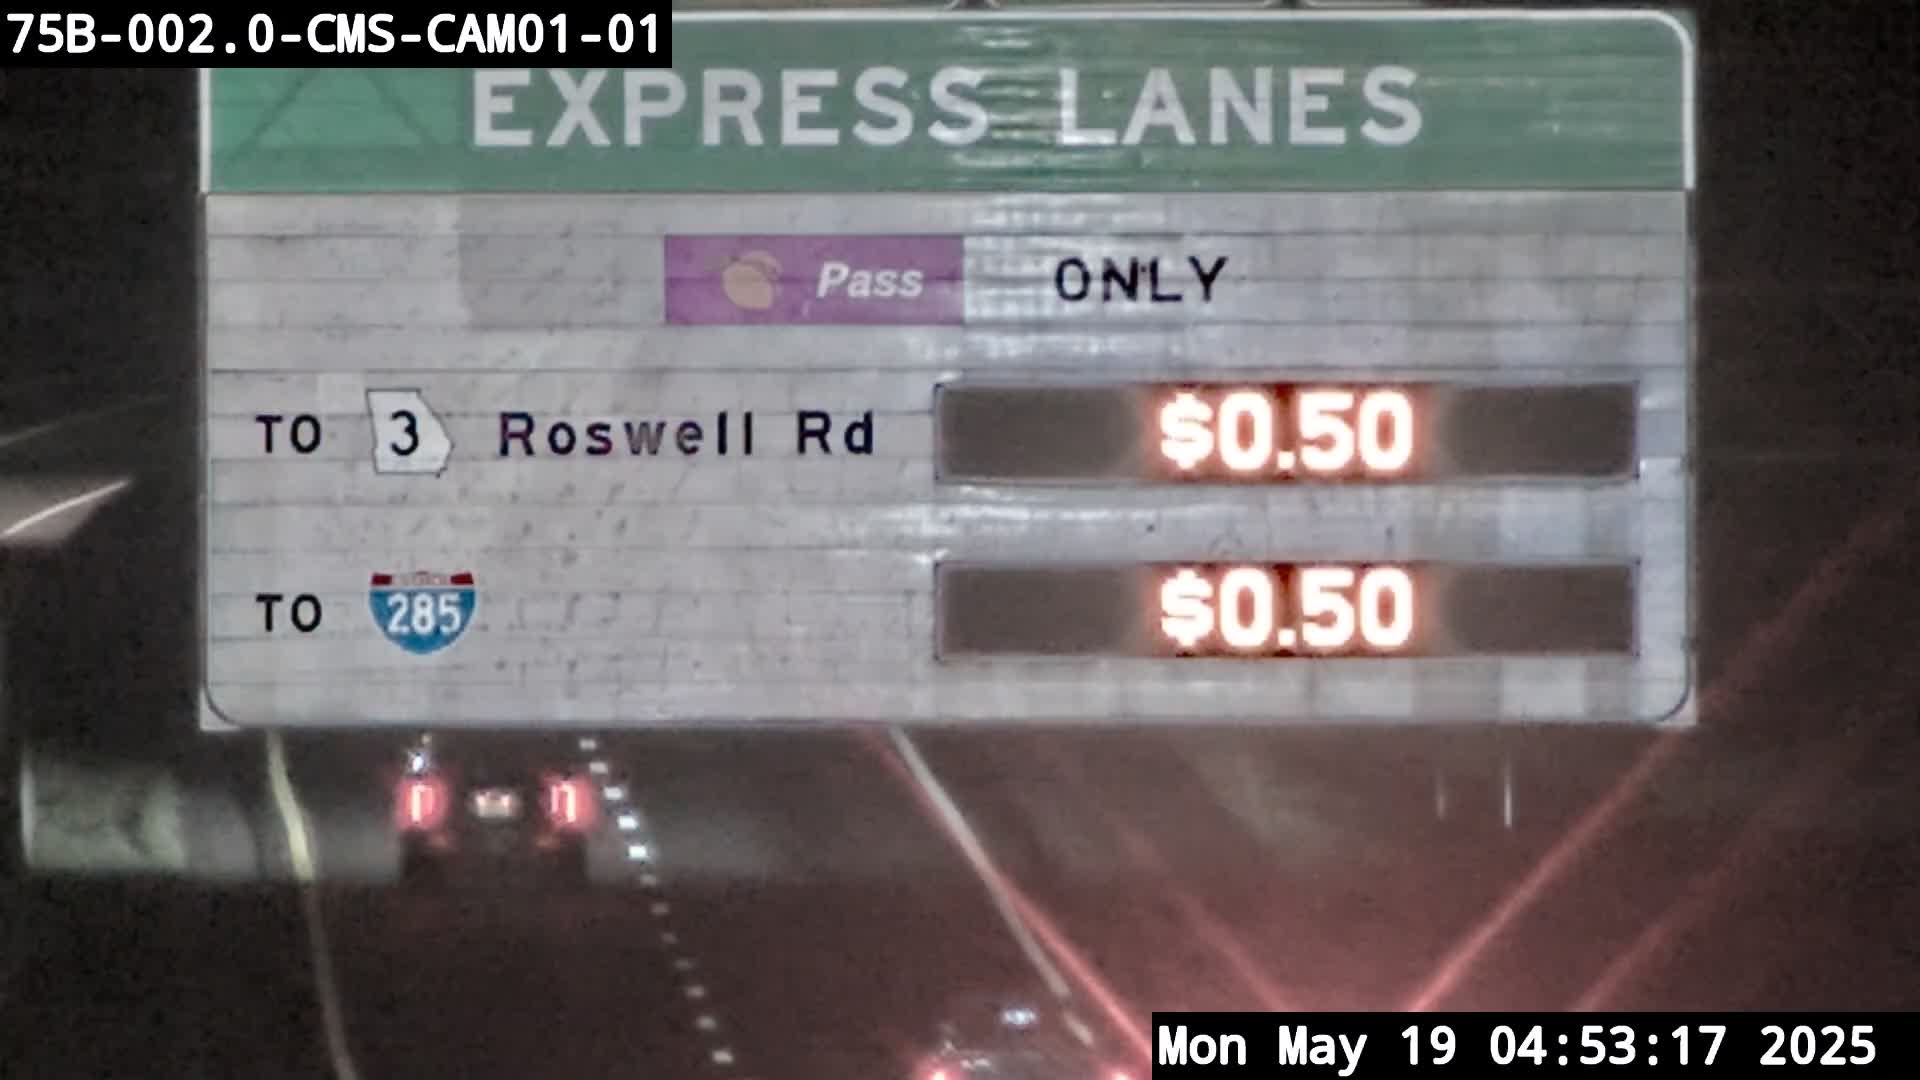 75B-002.0-CMS-CAM01-01
EXPRESS LANES
Pass ONLY
TO 3 Roswell Rd $0.50
TO 285 $0.50
Mon May 19 04:53:17 2025